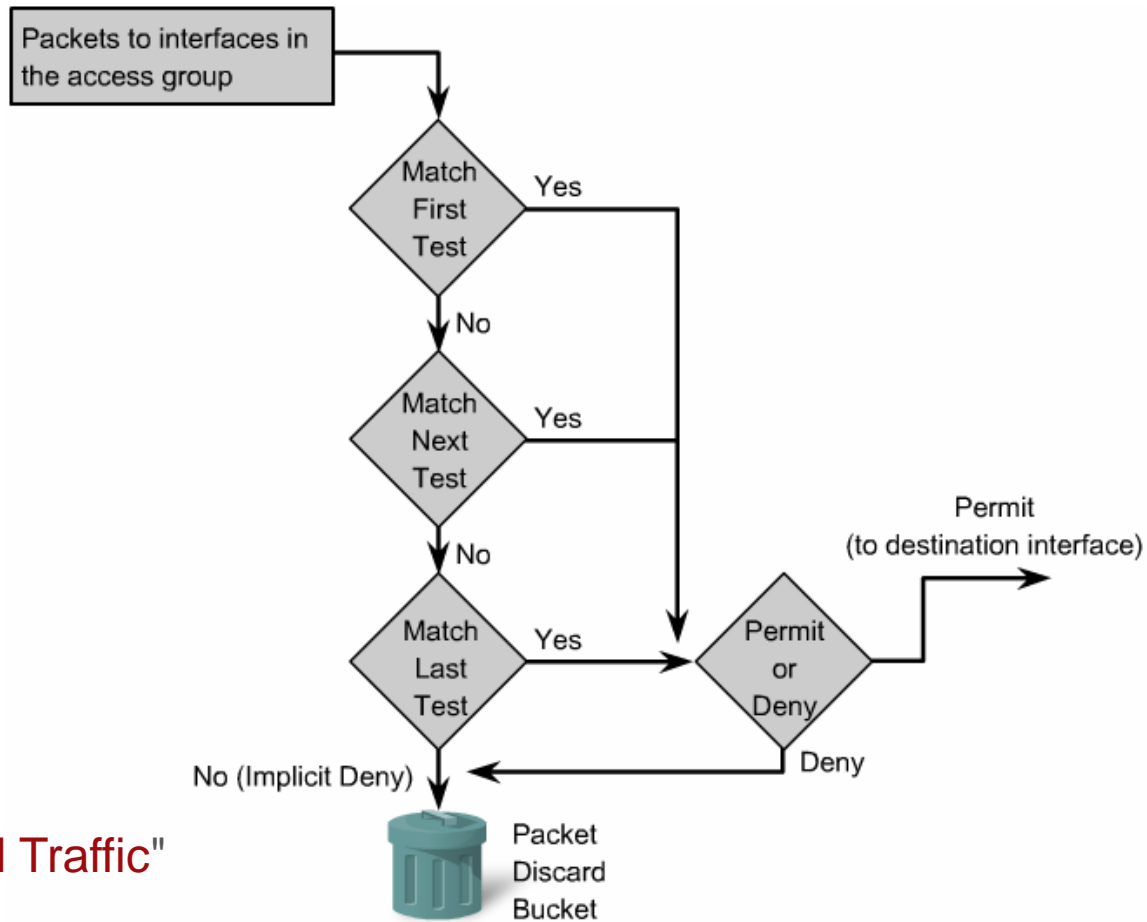 Packets to interfaces in
the access group
Match
First
Test
Yes
No
Match
Next
Test
Yes
No
Match
Last
Test
Yes
Permit
or
Deny
Permit
(to destination interface)
Deny
No (Implicit Deny)
Packet
Discard
Bucket
Traffic"